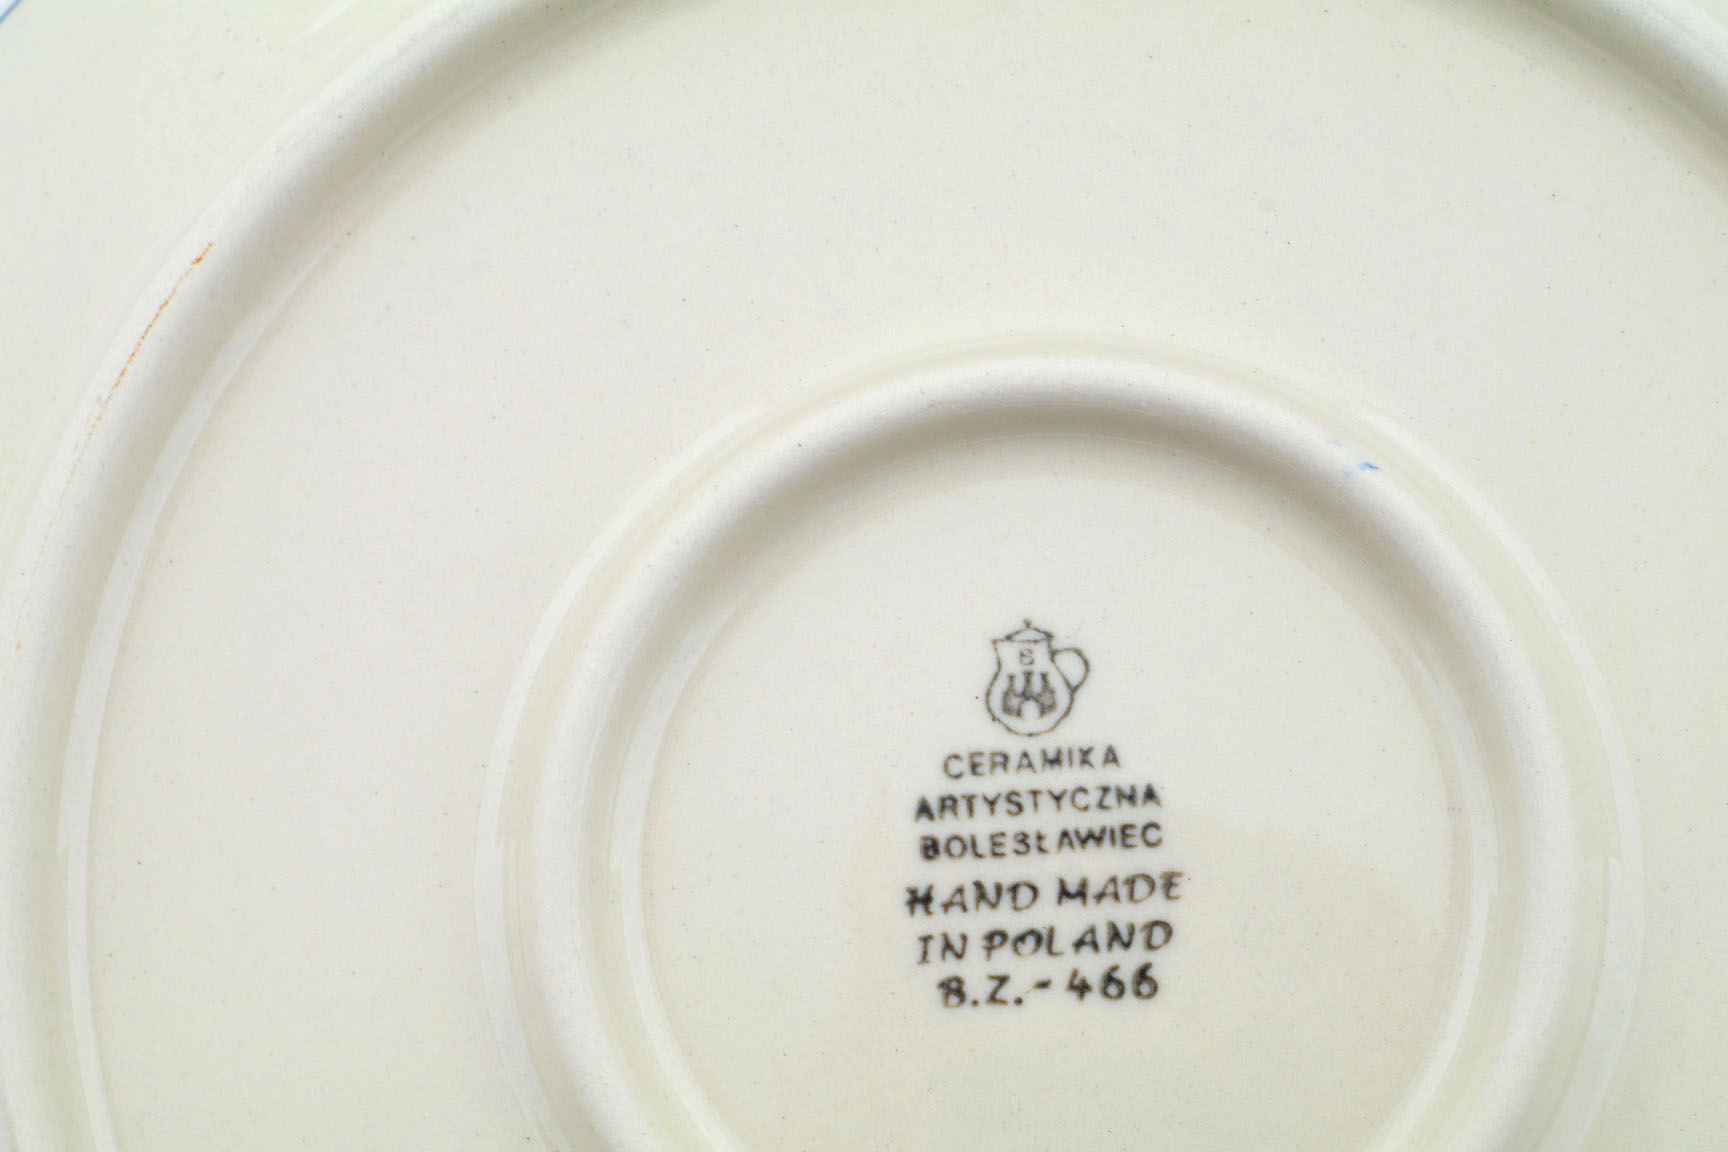 B
CERAMIKA
ARTYSTYCZNA
BOLESŁAWIEC
HAND MADE
IN POLAND
B.Z.-466